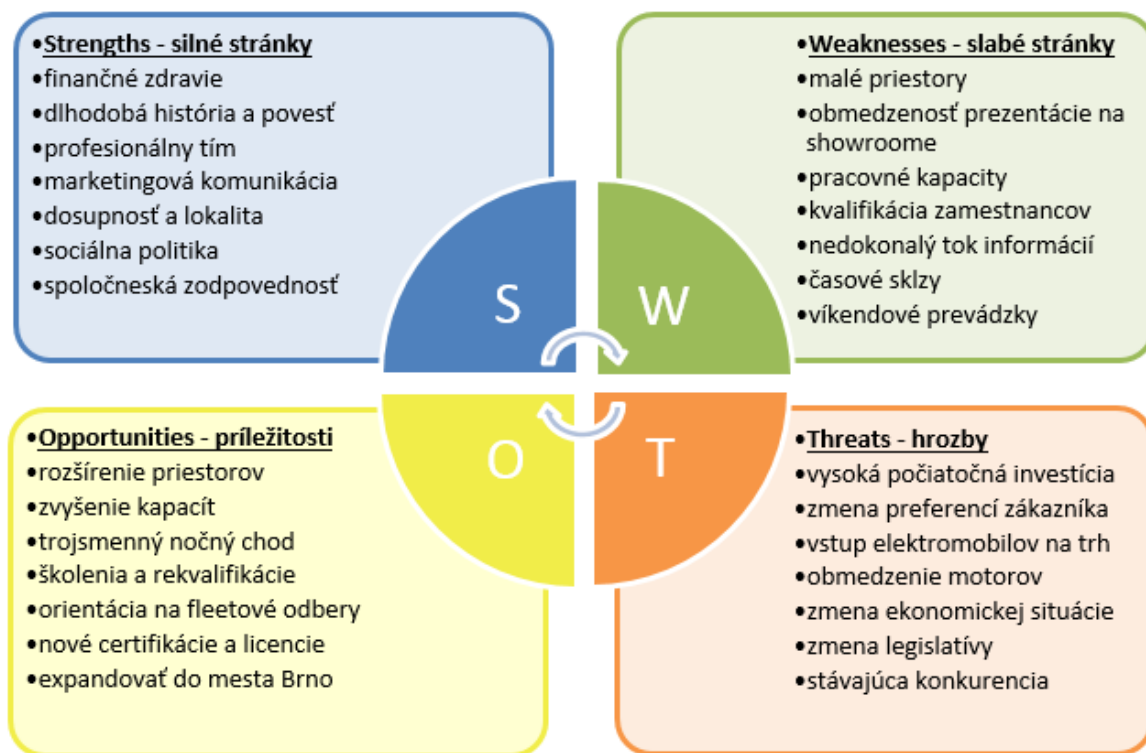 •Strengths - silné stránky
•finančné zdravie
•dlhodobá história a povesť
•profesionálny tím
•marketingová komunikácia
•dosupnosť a lokalita
•sociálna politika
•spoločneská zodpovednosť
•Weaknesses - slabé stránky
•malé priestory
•obmedzenosť prezentácie na
showroome
•pracovné kapacity
•kvalifikácia zamestnancov
•nedokonalý tok informácií
•časové sklzy
•víkendové prevádzky
S
W
O
T
•Opportunities - príležitosti
•rozšírenie priestorov
•zvyšenie kapacít
•trojsmenný nočný chod
•školenia a rekvalifikácie
•orientácia na fleetové odbery
•nové certifikácie a licencie
•expandovať do mesta Brno
•Threats - hrozby
•vysoká počiatočná investícia
•zmena preferencí zákazníka
•vstup elektromobilov na trh
•obmedzenie motorov
•zmena ekonomickej situácie
•zmena legislatívy
•stávajúca konkurencia